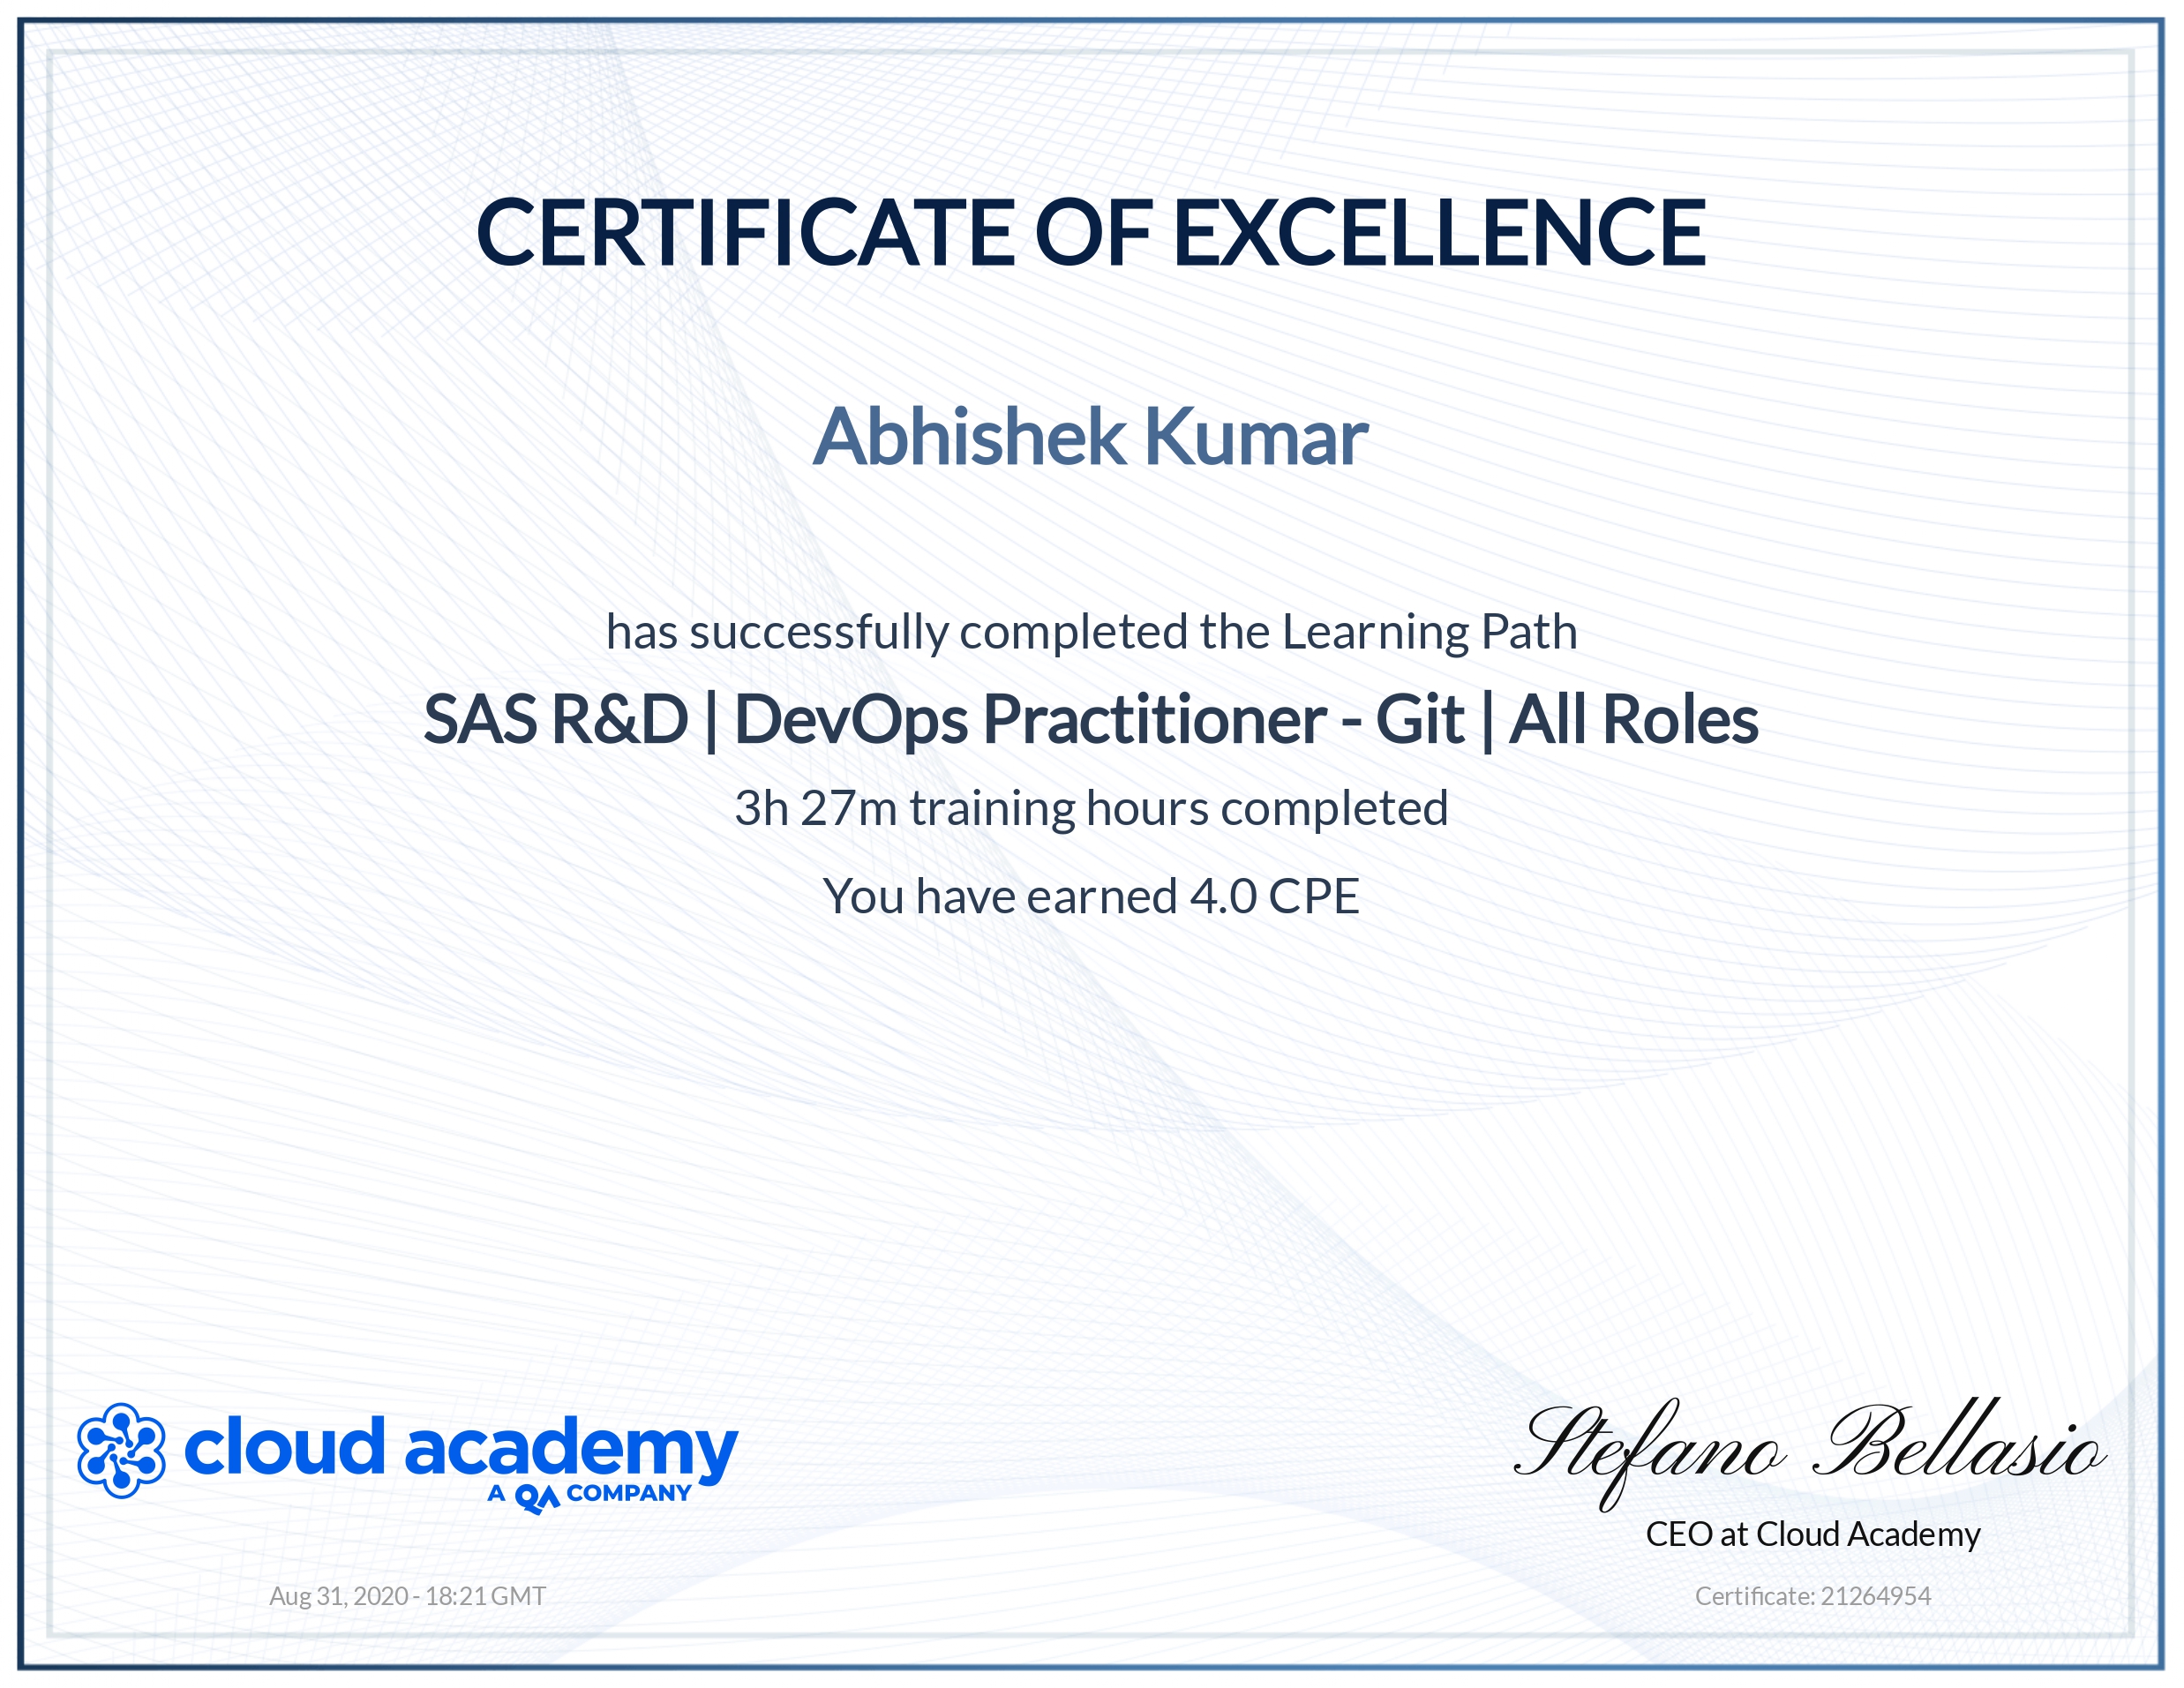 CERTIFICATE OF EXCELLENCE
Abhishek Kumar
has successfully completed the Learning Path
SAS R&D | DevOps Practitioner - Git | All Roles
3h 27m training hours completed
You have earned 4.0 CPE
cloud academy
A QA COMPANY
Stefano Bellasio
CEO at Cloud Academy
Aug 31, 2020 - 18:21 GMT
Certificate: 21264954